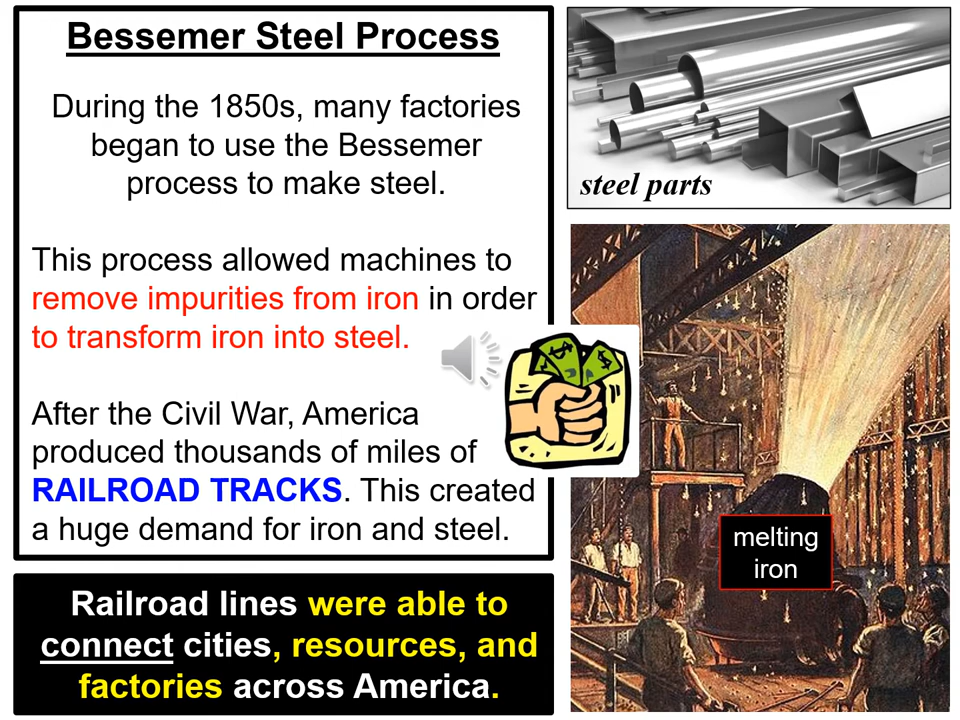 Bessemer Steel Process
During the 1850s, many factories
began to use the Bessemer
process to make steel.
This process allowed machines to
remove impurities from iron in order
to transform iron into steel.
After the Civil War, America
produced thousands of miles of
RAILROAD TRACKS. This created
a huge demand for iron and steel.
Railroad lines were able to
connect cities, resources, and
factories across America.
steel parts
$
$
melting
iron